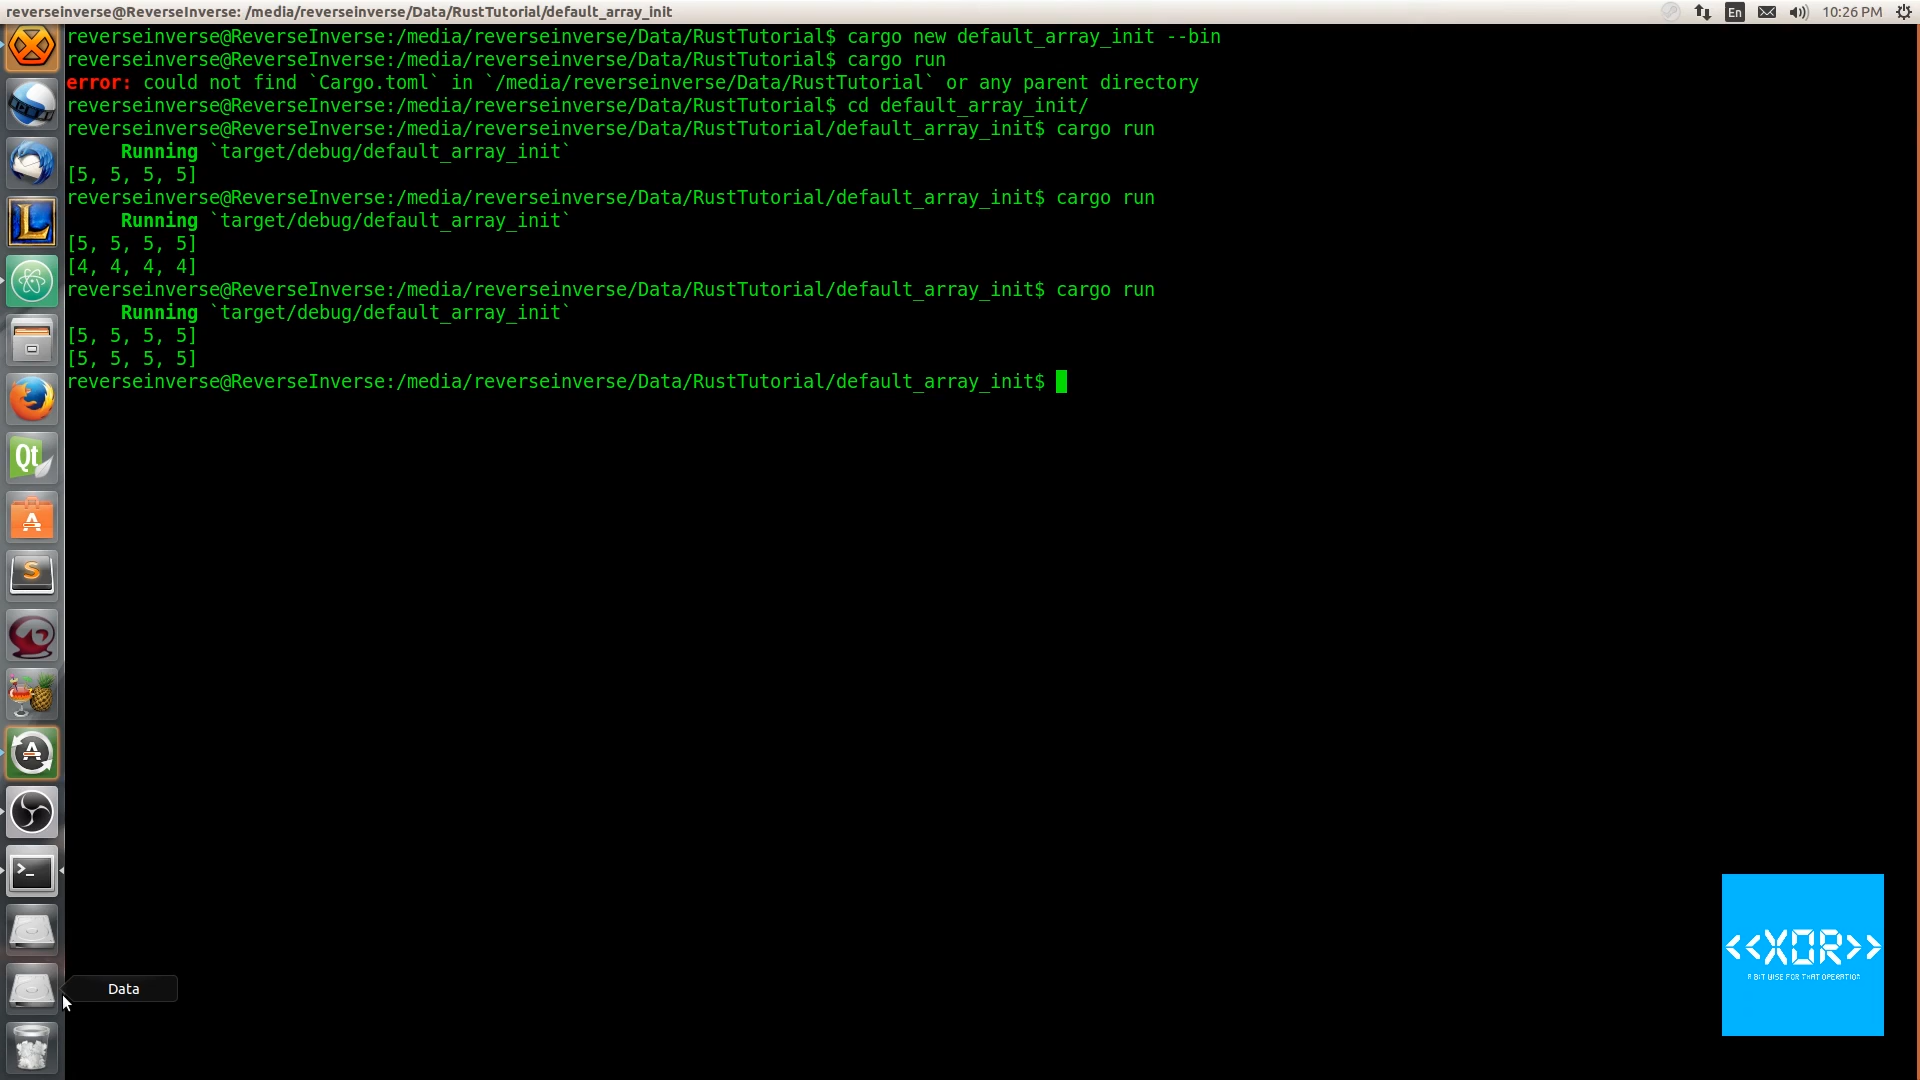 reverseinverse@ReverseInverse: /media/reverseinverse/Data/RustTutorial/default_array_init
En
10:26 PM
reverseinverse@ReverseInverse:/media/reverseinverse/Data/RustTutorial$ cargo new default_array_init --bin
reverseinverse@ReverseInverse:/media/reverseinverse/Data/RustTutorial$ cargo run
error: could not find `Cargo.toml` in `/media/reverseinverse/Data/RustTutorial` or any parent directory
reverseinverse@ReverseInverse:/media/reverseinverse/Data/RustTutorial$ cd default_array_init/
reverseinverse@ReverseInverse:/media/reverseinverse/Data/RustTutorial/default_array_init$ cargo run
     Running `target/debug/default_array_init`
[5, 5, 5, 5]
reverseinverse@ReverseInverse:/media/reverseinverse/Data/RustTutorial/default_array_init$ cargo run
     Running `target/debug/default_array_init`
[5, 5, 5, 5]
[4, 4, 4, 4]
reverseinverse@ReverseInverse:/media/reverseinverse/Data/RustTutorial/default_array_init$ cargo run
     Running `target/debug/default_array_init`
[5, 5, 5, 5]
[5, 5, 5, 5]
reverseinverse@ReverseInverse:/media/reverseinverse/Data/RustTutorial/default_array_init$
L
Qt
S
>_
Data
<<XOR>>
A BIT WISE FOR THAT OPERATION